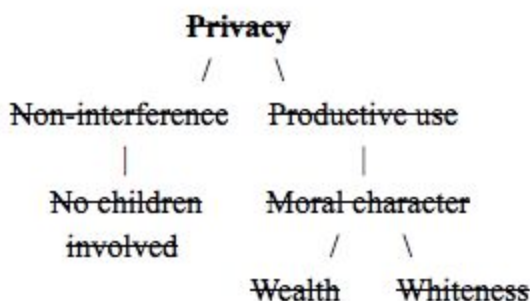 Privacy
/ \
Non-interference Productive use
| |
No children Moral character
involved / \
Wealth Whiteness